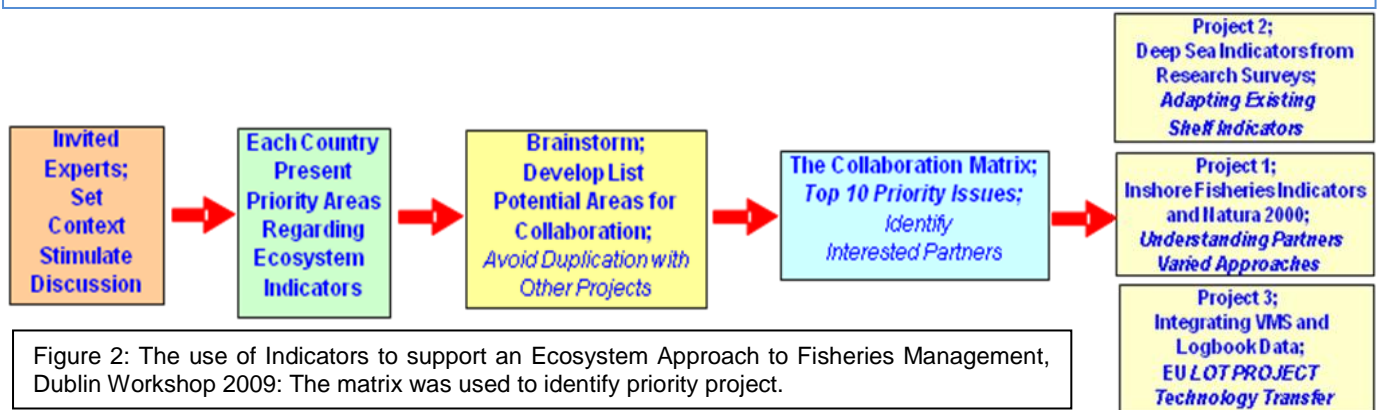 Invited
Experts;
Set
Context
Stimulate
Discussion
Each Country
Present
Priority Areas
Regarding
Ecosystem
Indicators
Brainstorm;
Develop List
Potential Areas for
Collaboration;
Avoid Duplication with
Other Projects
The Collaboration Matrix;
Top 10 Priority Issues;
Identify
Interested Partners
Project 2;
Deep Sea Indicators from
Research Surveys;
Adapting Existing
Shelf Indicators
Project 1;
Inshore Fisheries Indicators
and Natura 2000;
Understanding Partners
Varied Approaches
Project 3;
Integrating VMS and
Logbook Data;
EU LOT PROJECT
Technology Transfer
Figure 2: The use of Indicators to support an Ecosystem Approach to Fisheries Management,
Dublin Workshop 2009: The matrix was used to identify priority project.